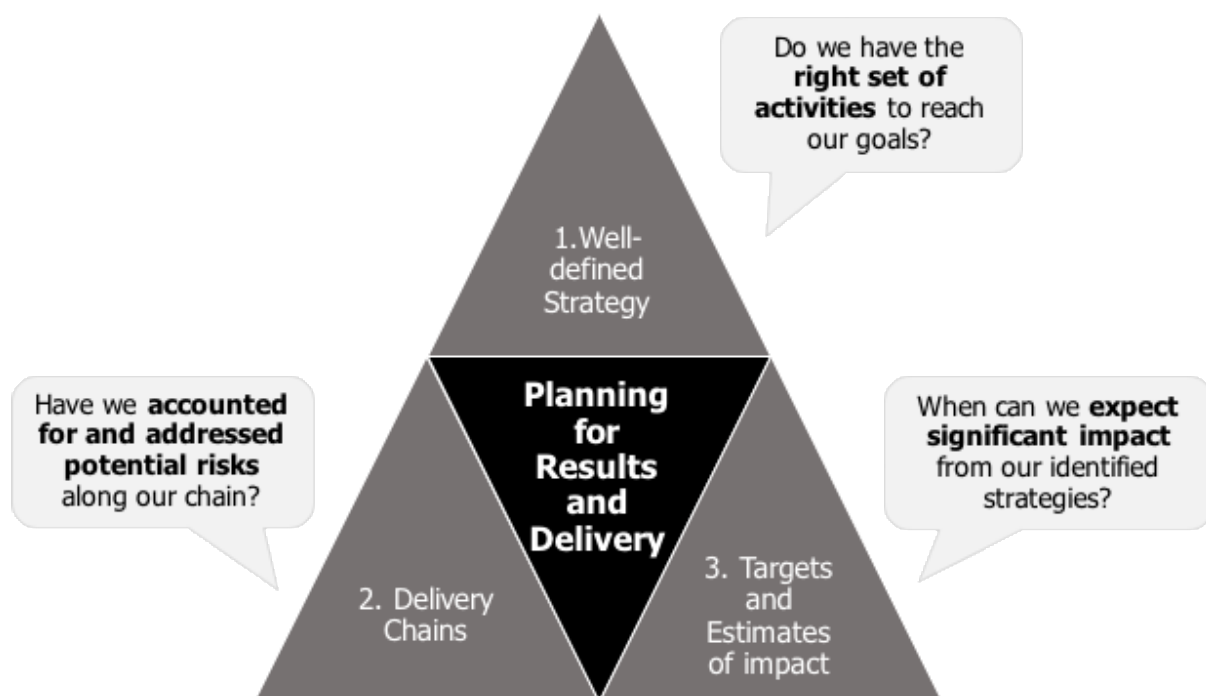 Do we have the
right set of
activities to reach
our goals?
1.Well-
defined
Strategy
Have we accounted
for and addressed
potential risks
along our chain?
Planning
for
Results
and
Delivery
When can we expect
significant impact
from our identified
strategies?
2. Delivery
Chains
3. Targets
and
Estimates
of impact